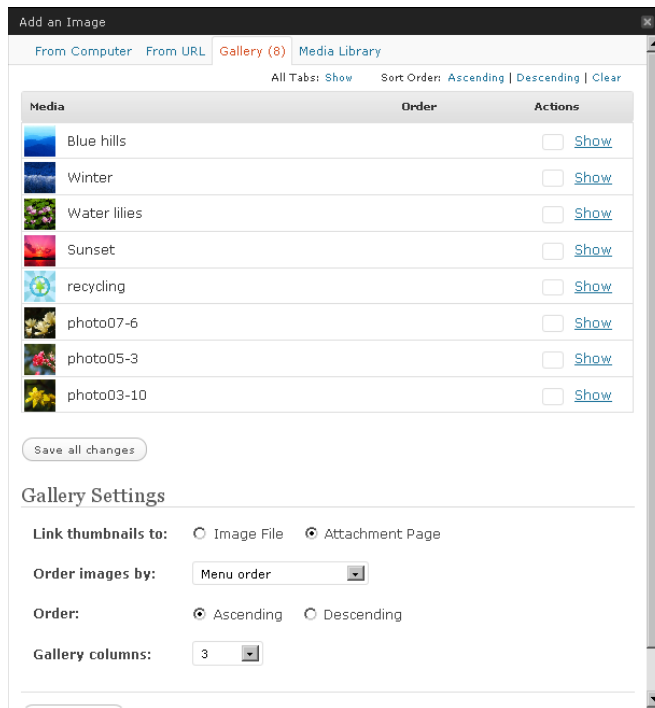 Add an Image
From Computer From URL Gallery (8) Media Library
All Tabs: Show Sort Order: Ascending | Descending | Clear
Media Order Actions
Blue hills Show
Winter Show
Water lilies Show
Sunset Show
recycling Show
photo07-6 Show
photo05-3 Show
photo03-10 Show
Save all changes
Gallery Settings
Link thumbnails to: Image File Attachment Page
Order images by: Menu order
Order: Ascending Descending
Gallery columns: 3